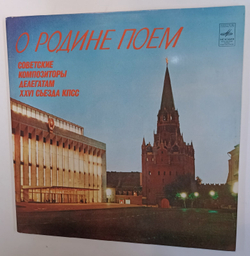 О РОДИНЕ ПОЕМ
СОВЕТСКИЕ
КОМПОЗИТОРЫ
ДЕЛЕГАТАМ
XXVI СЪЕЗДА КПСС